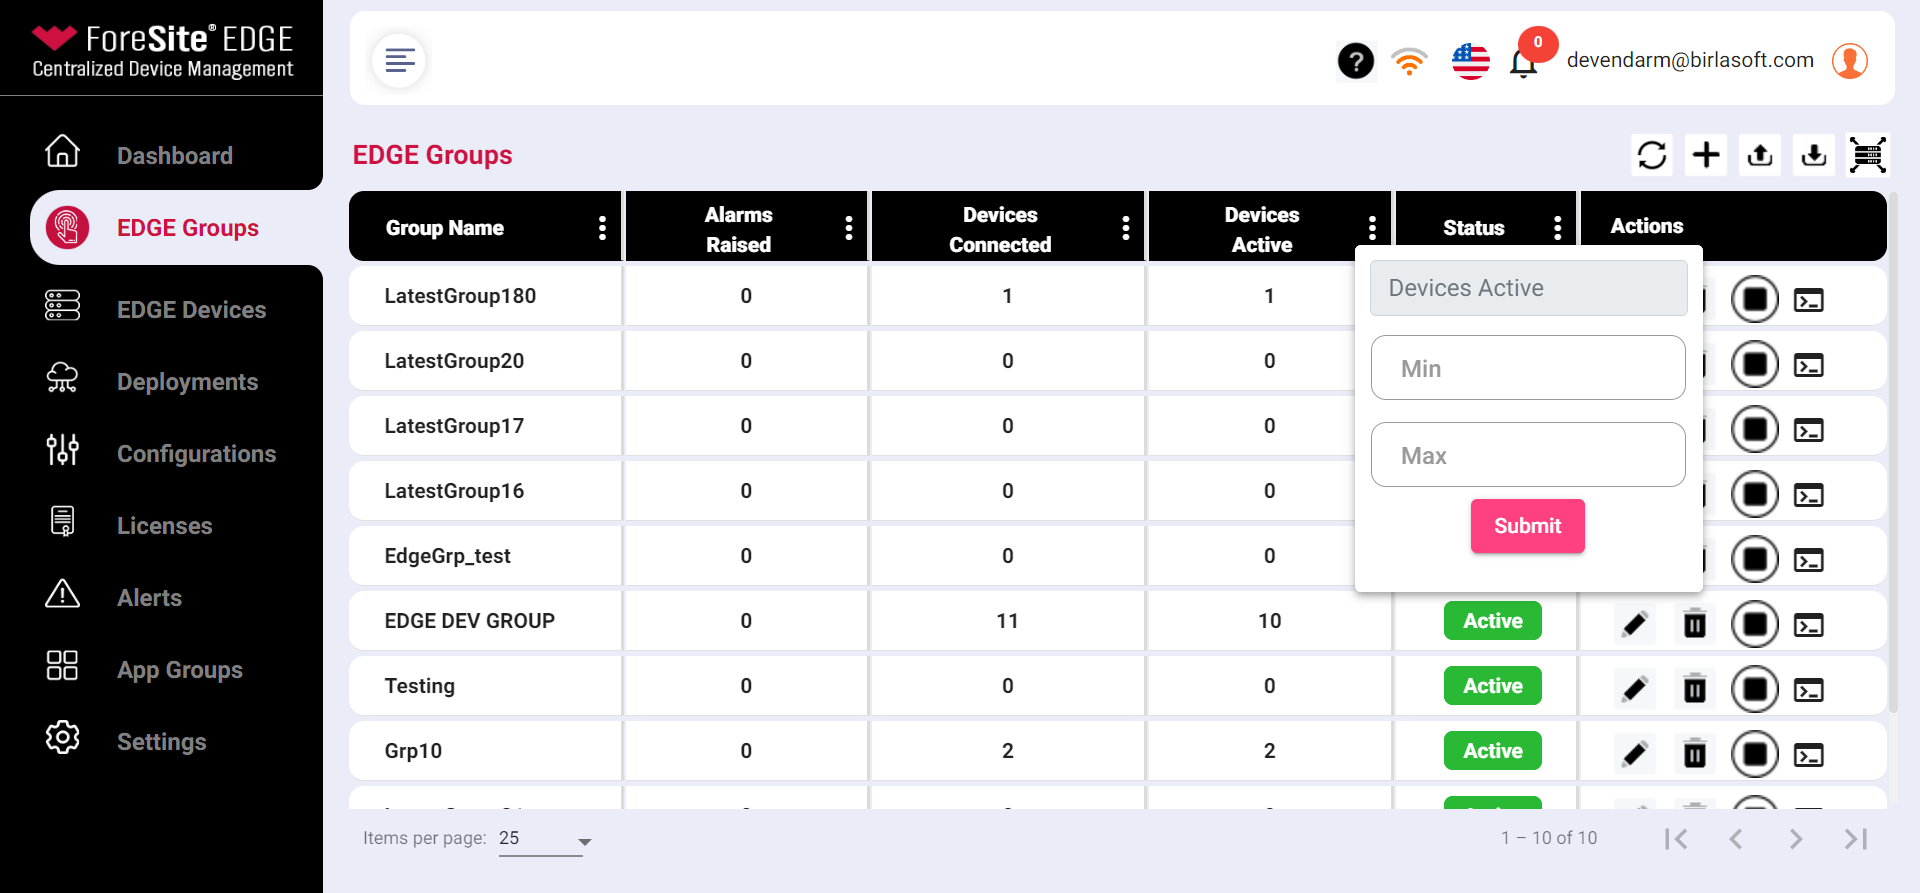 ForeSite® EDGE
Centralized Device Management
?
0
devendarm@birlasoft.com
Dashboard
EDGE Groups
EDGE Devices
Deployments
Configurations
Licenses
Alerts
App Groups
Settings
EDGE Groups
Group Name
Alarms
Raised
Devices
Connected
Devices
Active
Status
Actions
LatestGroup180 0 1 1
LatestGroup20 0 0 0
LatestGroup17 0 0 0
LatestGroup16 0 0 0
EdgeGrp_test 0 0 0
EDGE DEV GROUP 0 11 10 Active
Testing 0 0 0 Active
Grp10 0 2 2 Active
Devices Active
Min
Max
Submit
Items per page: 25
1 – 10 of 10